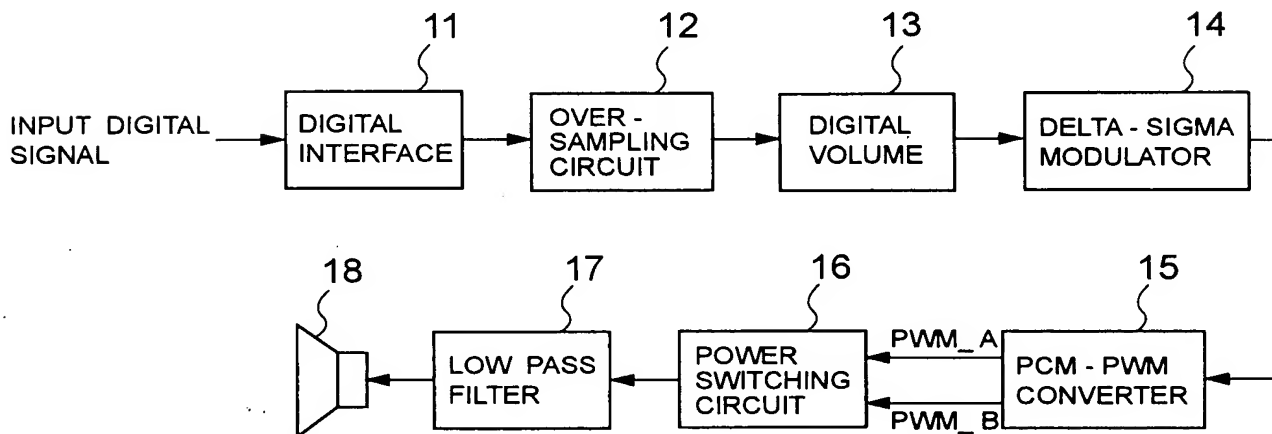 11
12
13
14
INPUT DIGITAL
SIGNAL
DIGITAL
INTERFACE
OVER -
SAMPLING
CIRCUIT
DIGITAL
VOLUME
DELTA - SIGMA
MODULATOR
18
17
16
15
LOW PASS
FILTER
POWER
SWITCHING
CIRCUIT
PWM_A
PWM_B
PCM - PWM
CONVERTER